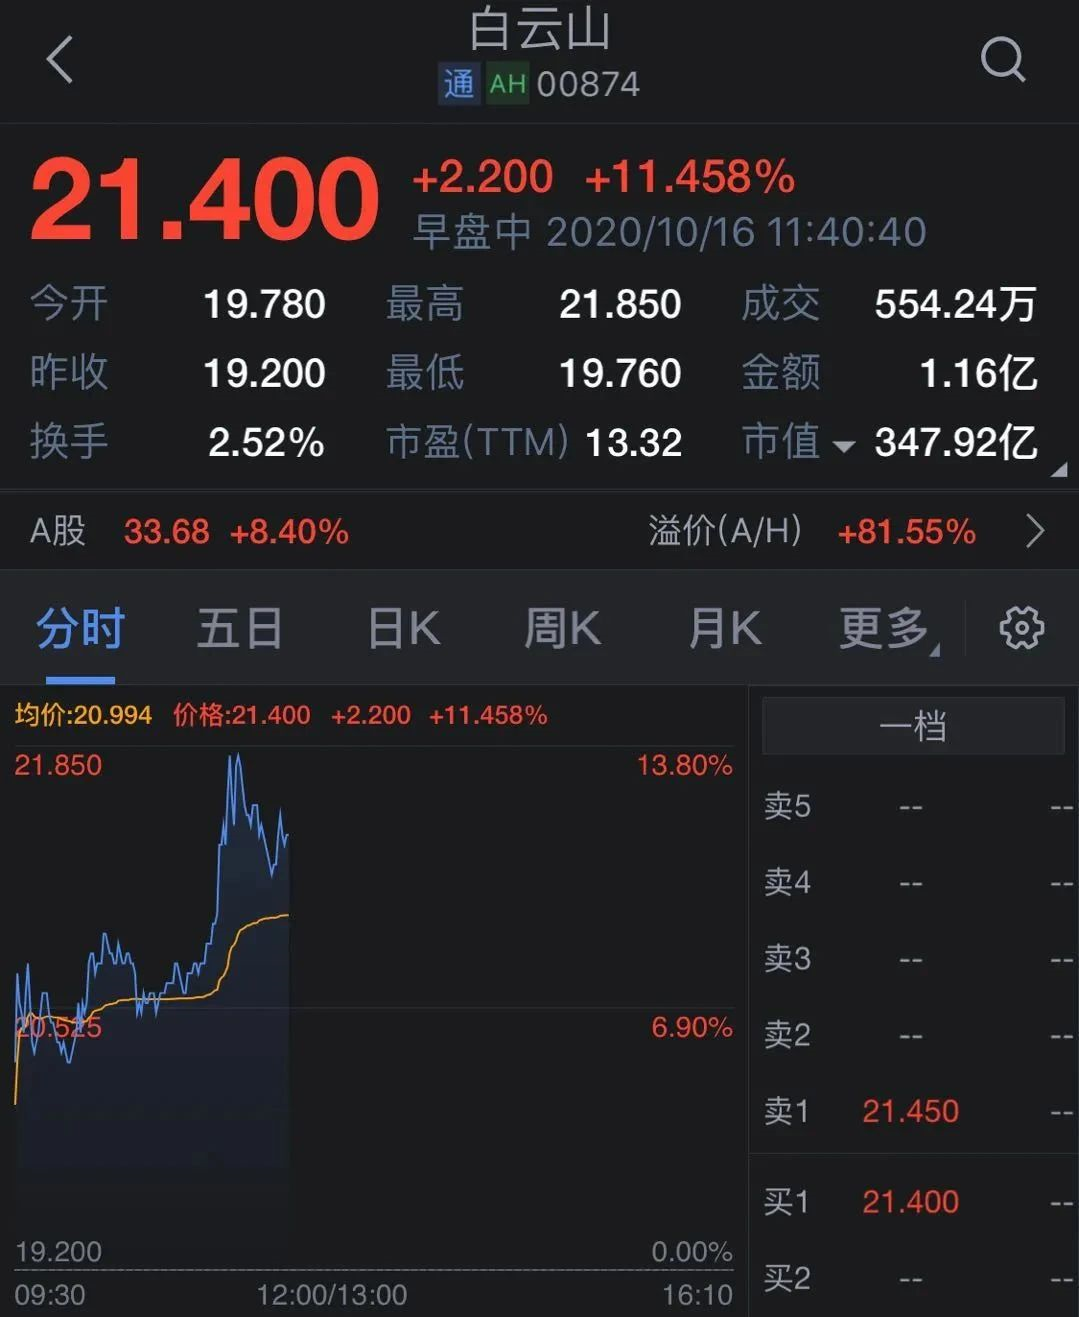 白云山
通 AH 00874
21.400 +2.200 +11.458%
早盘中 2020/10/16 11:40:40
今开 19.780 最高 21.850 成交 554.24万
昨收 19.200 最低 19.760 金额 1.16亿
换手 2.52% 市盈(TTM) 13.32 市值 347.92亿
A股 33.68 +8.40% 溢价(A/H) +81.55%
分时 五日 日K 周K 月K 更多
均价:20.994 价格:21.400 +2.200 +11.458%
21.850 13.80%
20.525 6.90%
19.200 0.00%
09:30 12:00/13:00 16:10
一档
卖5 -- --
卖4 -- --
卖3 -- --
卖2 -- --
卖1 21.450 --
买1 21.400 --
买2 -- --